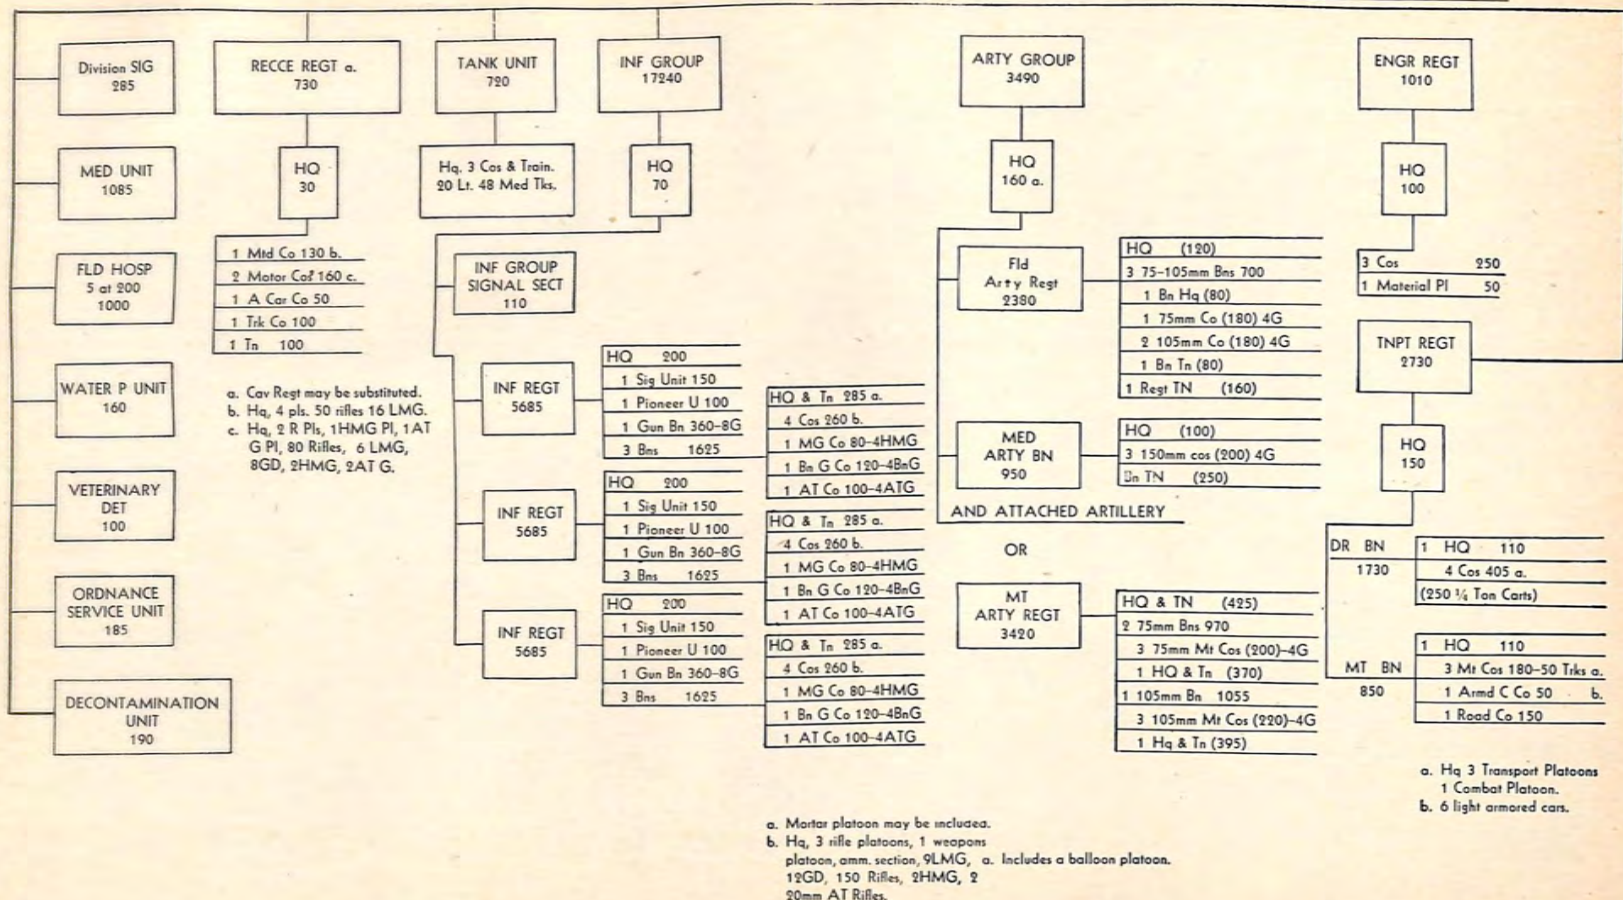 Division SIG
285
MED UNIT
1085
FLD HOSP
5 at 200
1000
WATER P UNIT
160
VETERINARY
DET
100
ORDNANCE
SERVICE UNIT
185
DECONTAMINATION
UNIT
190
RECCE REGT a.
730
HQ
30
1 Mtd Co 130 b.
2 Motor Cos 160 c.
1 A Car Co 50
1 Trk Co 100
1 Tn 100
a. Cav Regt may be substituted.
b. Hq, 4 pls. 50 rifles 16 LMG.
c. Hq, 2 R Pls, 1HMG Pl, 1AT
G Pl, 80 Rifles, 6 LMG,
8GD, 2HMG, 2AT G.
TANK UNIT
720
Hq. 3 Cos & Train.
20 Lt. 48 Med Tks.
INF GROUP
17240
HQ
70
INF GROUP
SIGNAL SECT
110
INF REGT
5685
HQ 200
1 Sig Unit 150
1 Pioneer U 100
1 Gun Bn 360-8G
3 Bns 1625
HQ & Tn 285 a.
4 Cos 260 b.
1 MG Co 80-4HMG
1 Bn G Co 120-4BnG
1 AT Co 100-4ATG
INF REGT
5685
HQ 200
1 Sig Unit 150
1 Pioneer U 100
1 Gun Bn 360-8G
3 Bns 1625
HQ & Tn 285 a.
4 Cos 260 b.
1 MG Co 80-4HMG
1 Bn G Co 120-4BnG
1 AT Co 100-4ATG
INF REGT
5685
HQ 200
1 Sig Unit 150
1 Pioneer U 100
1 Gun Bn 360-8G
3 Bns 1625
HQ & Tn 285 a.
4 Cos 260 b.
1 MG Co 80-4HMG
1 Bn G Co 120-4BnG
1 AT Co 100-4ATG
a. Mortar platoon may be included.
b. Hq, 3 rifle platoons, 1 weapons
platoon, amm. section, 9LMG,
12GD, 150 Rifles, 2HMG, 2
20mm AT Rifles.
ARTY GROUP
3490
HQ
160 a.
Fld
Arty Regt
2380
HQ (120)
3 75-105mm Bns 700
1 Bn Hq (80)
1 75mm Co (180) 4G
2 105mm Co (180) 4G
1 Bn Tn (80)
1 Regt TN (160)
MED
ARTY BN
950
HQ (100)
3 150mm cos (200) 4G
Bn TN (250)
AND ATTACHED ARTILLERY
OR
MT
ARTY REGT
3420
HQ & TN (425)
2 75mm Bns 970
3 75mm Mt Cos (200)-4G
1 HQ & Tn (370)
1 105mm Bn 1055
3 105mm Mt Cos (220)-4G
1 Hq & Tn (395)
a. Includes a balloon platoon.
ENGR REGT
1010
HQ
100
3 Cos 250
1 Material Pl 50
TNPT REGT
2730
HQ
150
DR BN
1730
1 HQ 110
4 Cos 405 a.
(250 ¼ Ton Carts)
MT BN
850
1 HQ 110
3 Mt Cos 180-50 Trks a.
1 Armd C Co 50 b.
1 Road Co 150
a. Hq 3 Transport Platoons
1 Combat Platoon.
b. 6 light armored cars.